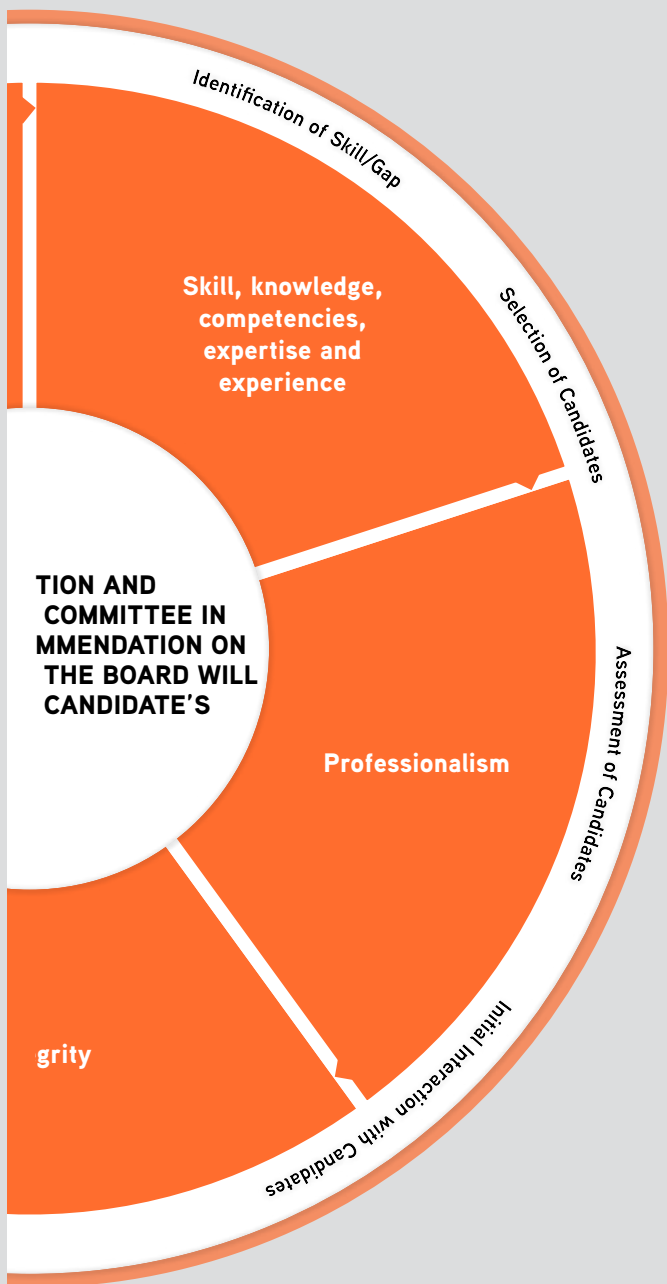 Identification of Skill/Gap
Selection of Candidates
Assessment of Candidates
Initial Interaction with Candidates
Skill, knowledge,
competencies,
expertise and
experience
Professionalism
grity
TION AND
COMMITTEE IN
MMENDATION ON
THE BOARD WILL
CANDIDATE'S